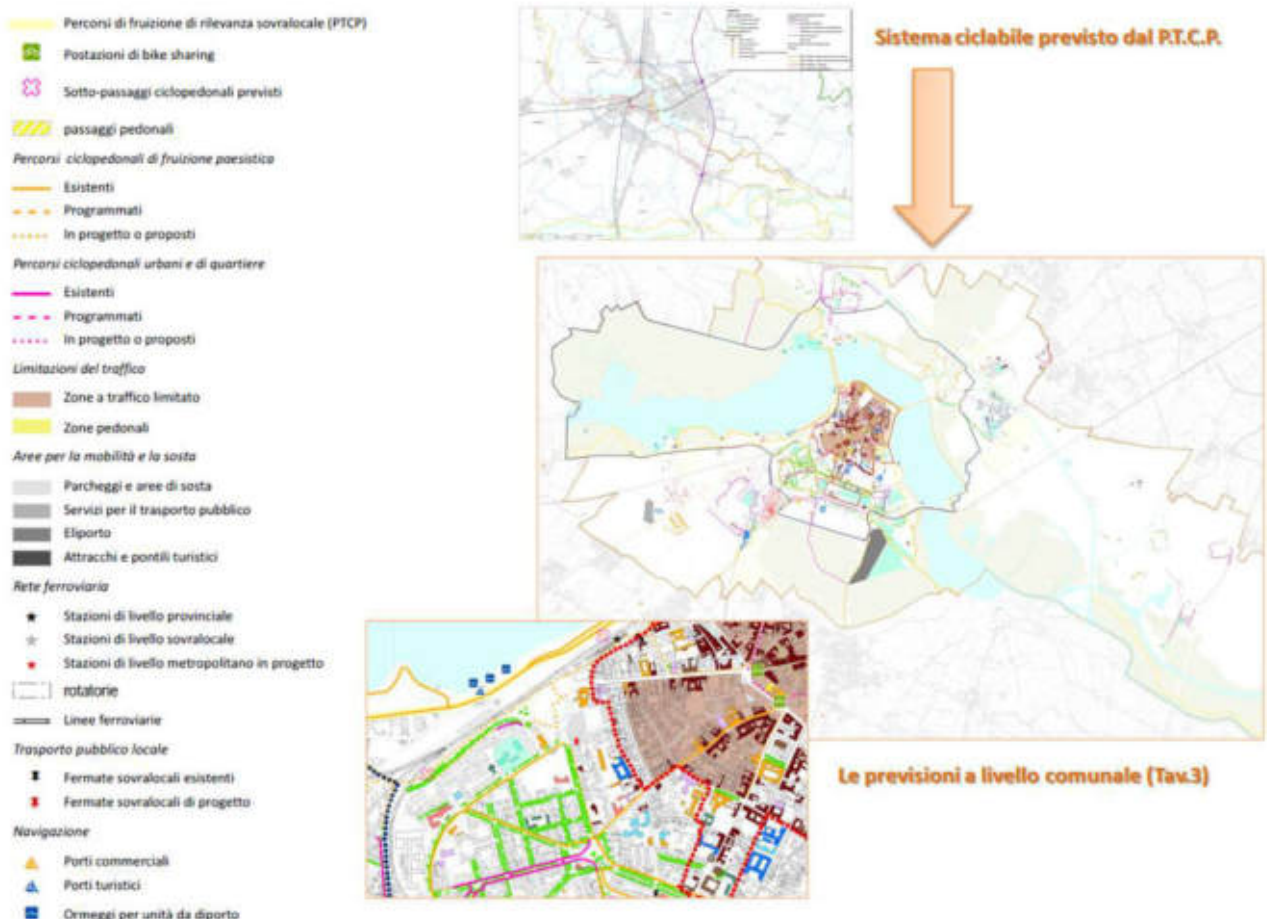 Percorsi di fruizione di rilevanza sovralocale (PTCP)
Postazioni di bike sharing
Sotto-passaggi ciclopedonali previsti
passaggi pedonali
Percorsi ciclopedonali di fruizione paesistica
Esistenti
Programmati
In progetto o proposti
Percorsi ciclopedonali urbani e di quartiere
Esistenti
Programmati
In progetto o proposti
Limitazioni del traffico
Zone a traffico limitato
Zone pedonali
Aree per la mobilità e la sosta
Parcheggi e aree di sosta
Servizi per il trasporto pubblico
Eliporto
Attracchi e pontili turistici
Rete ferroviaria
Stazioni di livello provinciale
Stazioni di livello sovralocale
Stazioni di livello metropolitano in progetto
rotatorie
Linee ferroviarie
Trasporto pubblico locale
Fermate sovralocali esistenti
Fermate sovralocali di progetto
Navigazione
Porti commerciali
Porti turistici
Ormeggi per unità da diporto
Sistema ciclabile previsto dal P.T.C.P.
Le previsioni a livello comunale (Tav.3)